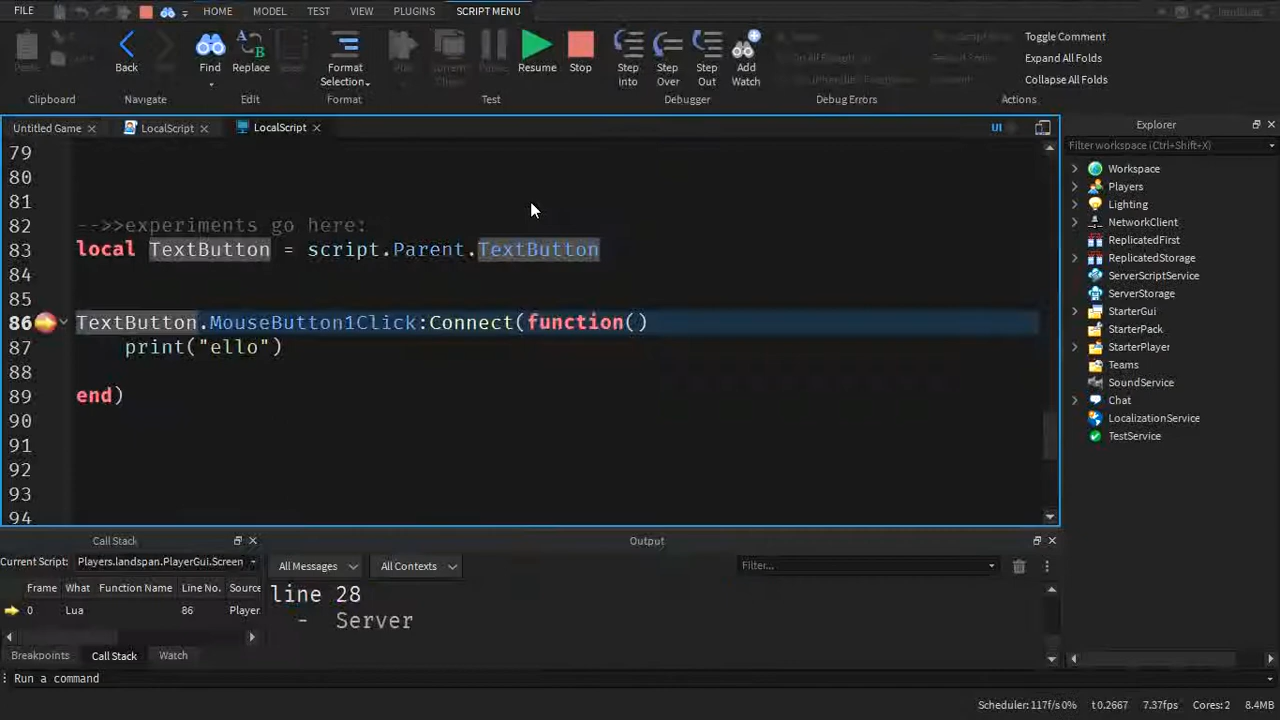 FILE HOME MODEL TEST VIEW PLUGINS SCRIPT MENU
Back Find Replace Format Selection Resume Stop Step Into Step Over Step Out Add Watch
Toggle Comment
Expand All Folds
Collapse All Folds
Clipboard Navigate Edit Format Test Debugger Debug Errors Actions
Untitled Game LocalScript LocalScript UI
79
80
81
82 -->>experiments go here:
83 local TextButton = script.Parent.TextButton
84
85
86 TextButton.MouseButton1Click:Connect(function()
87 print("ello")
88
89 end)
90
91
92
93
94
Explorer
Filter workspace (Ctrl+Shift+X)
Workspace
Players
Lighting
NetworkClient
ReplicatedFirst
ReplicatedStorage
ServerScriptService
ServerStorage
StarterGui
StarterPack
StarterPlayer
Teams
SoundService
Chat
LocalizationService
TestService
Call Stack
Current Script: Players.landspan.PlayerGui.Screen
Frame What Function Name Line No. Source
0 Lua 86 Player
Breakpoints Call Stack Watch
Output
All Messages All Contexts Filter...
line 28
- Server
Run a command
Scheduler:117f/s0% t0.2667 7.37fps Cores:2 8.4MB